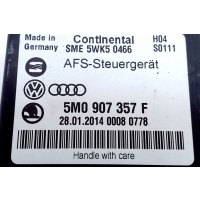 Made in Continental H04
Germany SME 5WK5 0466 S0111
AFS-Steuergerät
5M0 907 357 F
28.01.2014 0008 0778
Handle with care